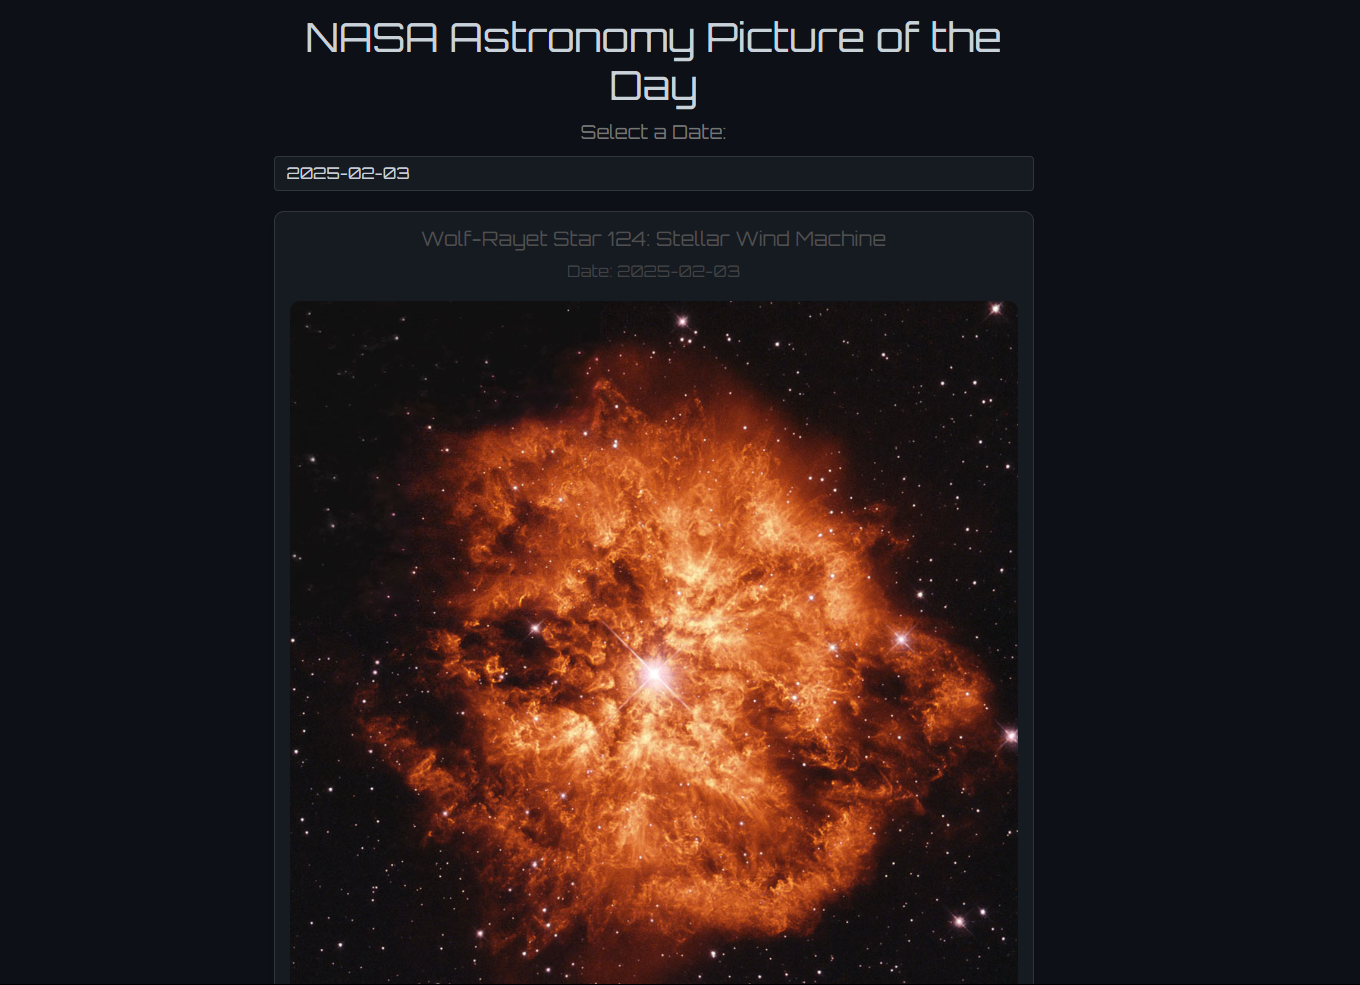 NASA Astronomy Picture of the
Day
Select a Date:
2025-02-03
Wolf-Rayet Star 124: Stellar Wind Machine
Date: 2025-02-03